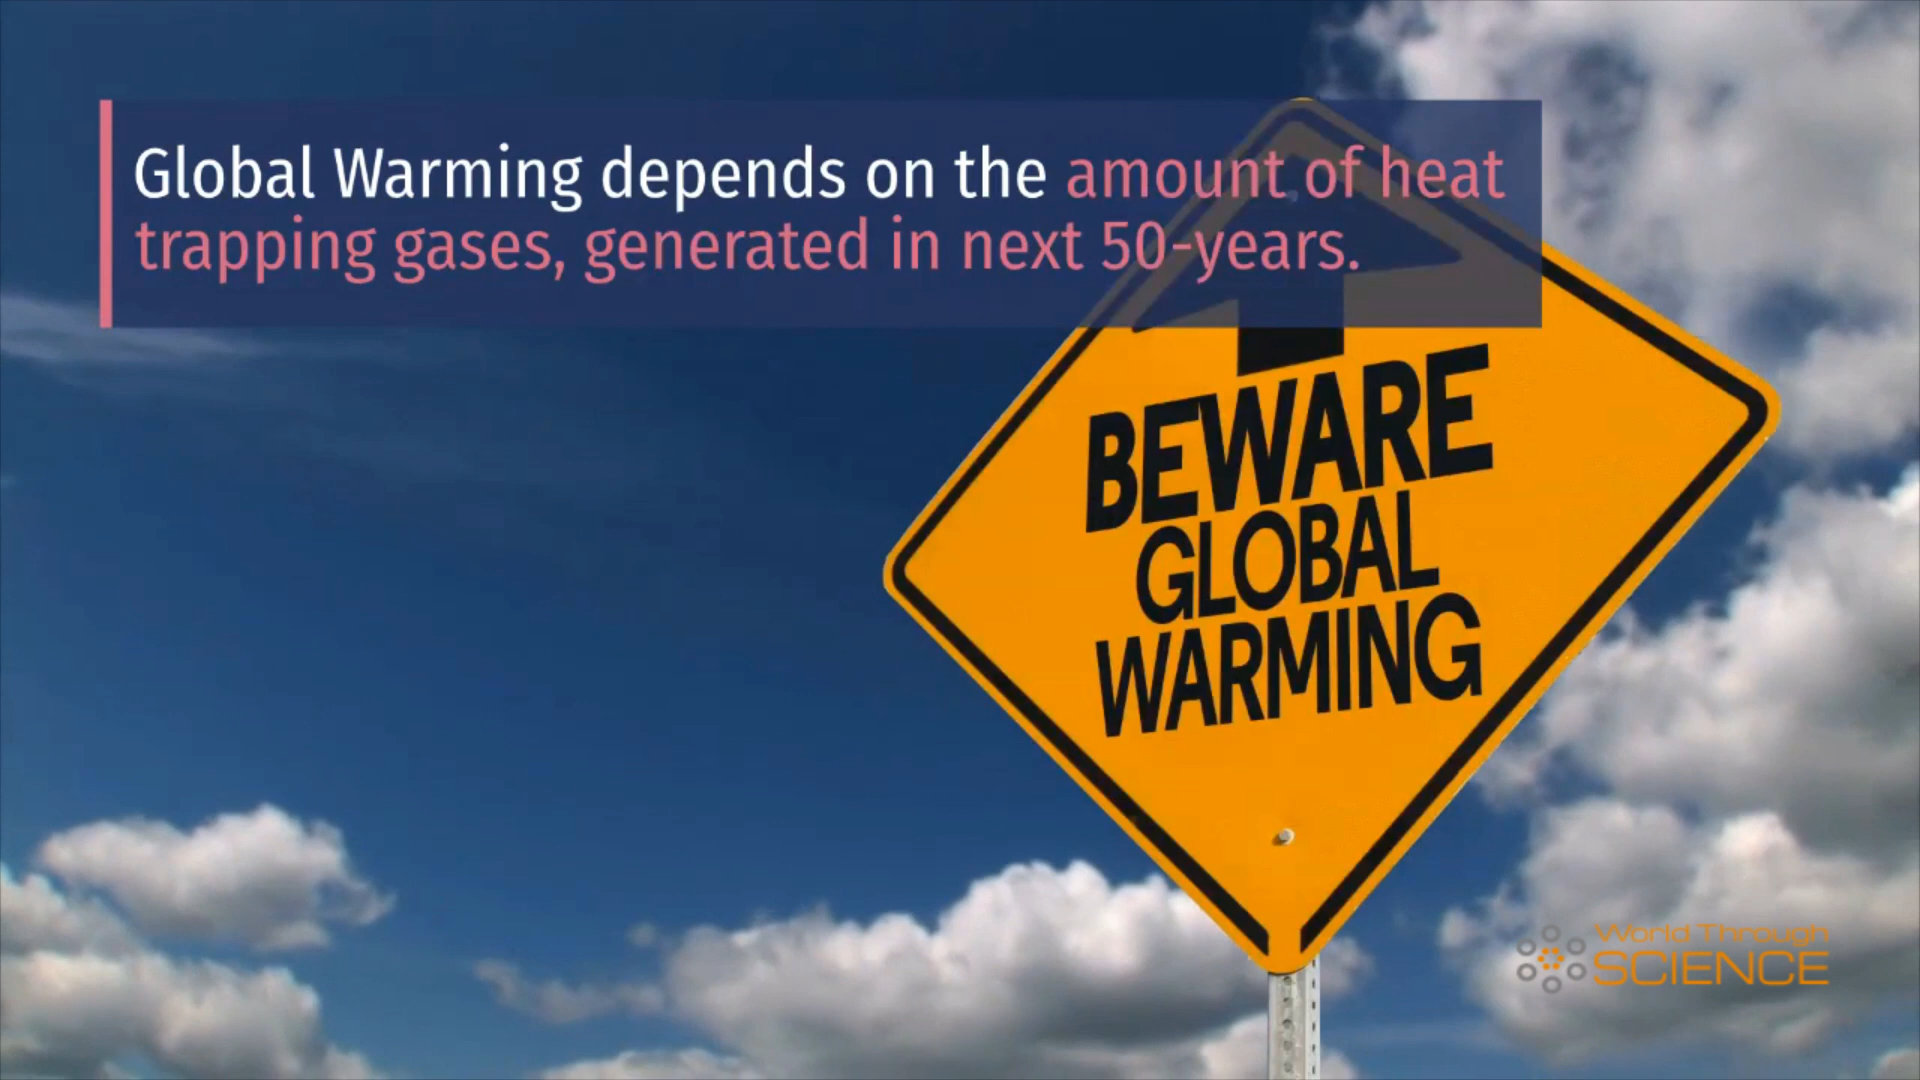 Global Warming depends on the amount of heat
trapping gases, generated in next 50-years.
BEWARE
GLOBAL
WARMING
World Through
SCIENCE